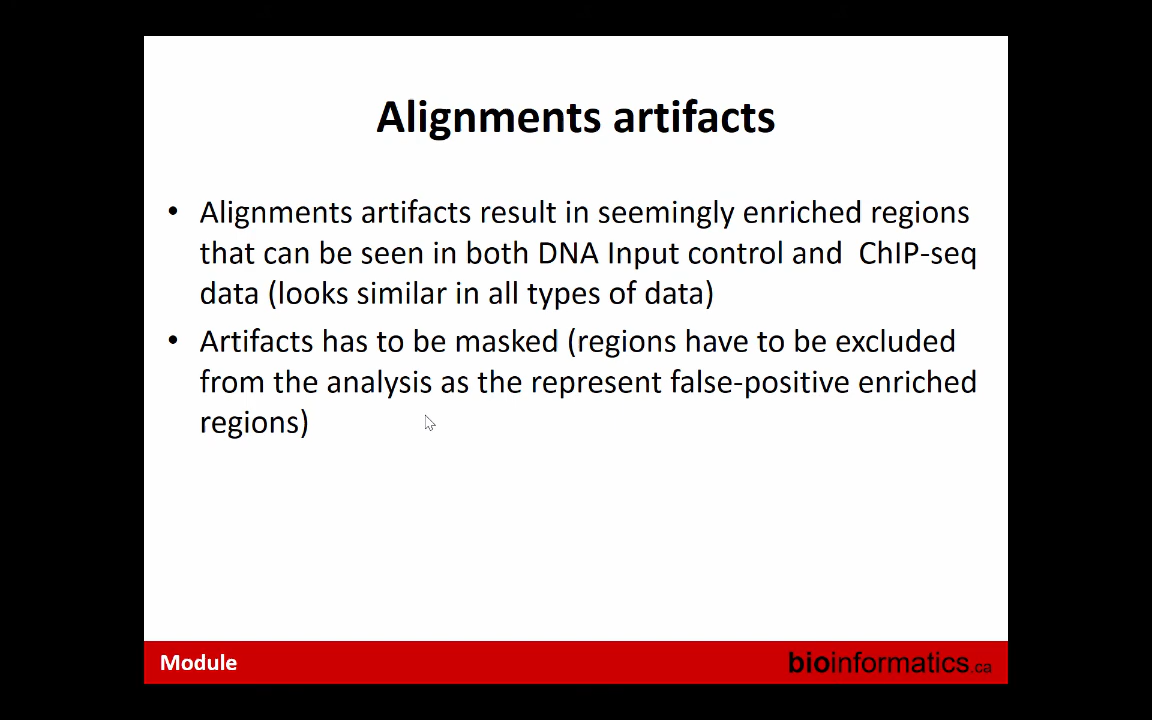 Alignments artifacts
• Alignments artifacts result in seemingly enriched regions
that can be seen in both DNA Input control and  ChIP-seq
data (looks similar in all types of data)
• Artifacts has to be masked (regions have to be excluded
from the analysis as the represent false-positive enriched
regions)
Module
bioinformatics.ca